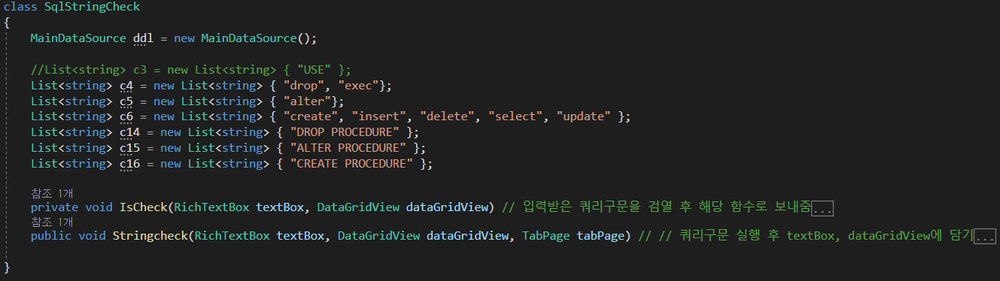 class SqlStringCheck
{
MainDataSource ddl = new MainDataSource();
//List<string> c3 = new List<string> { "USE" };
List<string> c4 = new List<string> { "drop", "exec"};
List<string> c5 = new List<string> { "alter"};
List<string> c6 = new List<string> { "create", "insert", "delete", "select", "update" };
List<string> c14 = new List<string> { "DROP PROCEDURE" };
List<string> c15 = new List<string> { "ALTER PROCEDURE" };
List<string> c16 = new List<string> { "CREATE PROCEDURE" };
참조 1개
private void IsCheck(RichTextBox textBox, DataGridView dataGridView) // 입력받은 쿼리구문을 검열 후 해당 함수로 보내줌...
참조 1개
public void Stringcheck(RichTextBox textBox, DataGridView dataGridView, TabPage tabPage) // // 쿼리구문 실행 후 textBox, dataGridView에 담기...
}